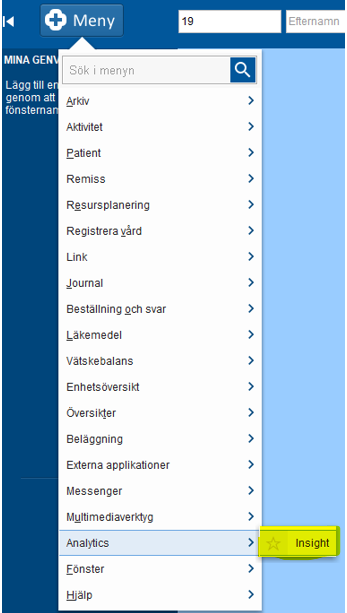 Meny
19
Efternamn
MINA GENV
Lägg till en
genom att
fönsternam
Sök i menyn
Arkiv
Aktivitet
Patient
Remiss
Resursplanering
Registrera vård
Link
Journal
Beställning och svar
Läkemedel
Vätskebalans
Enhetsöversikt
Översikter
Beläggning
Externa applikationer
Messenger
Multimediaverktyg
Analytics
Insight
Fönster
Hjälp